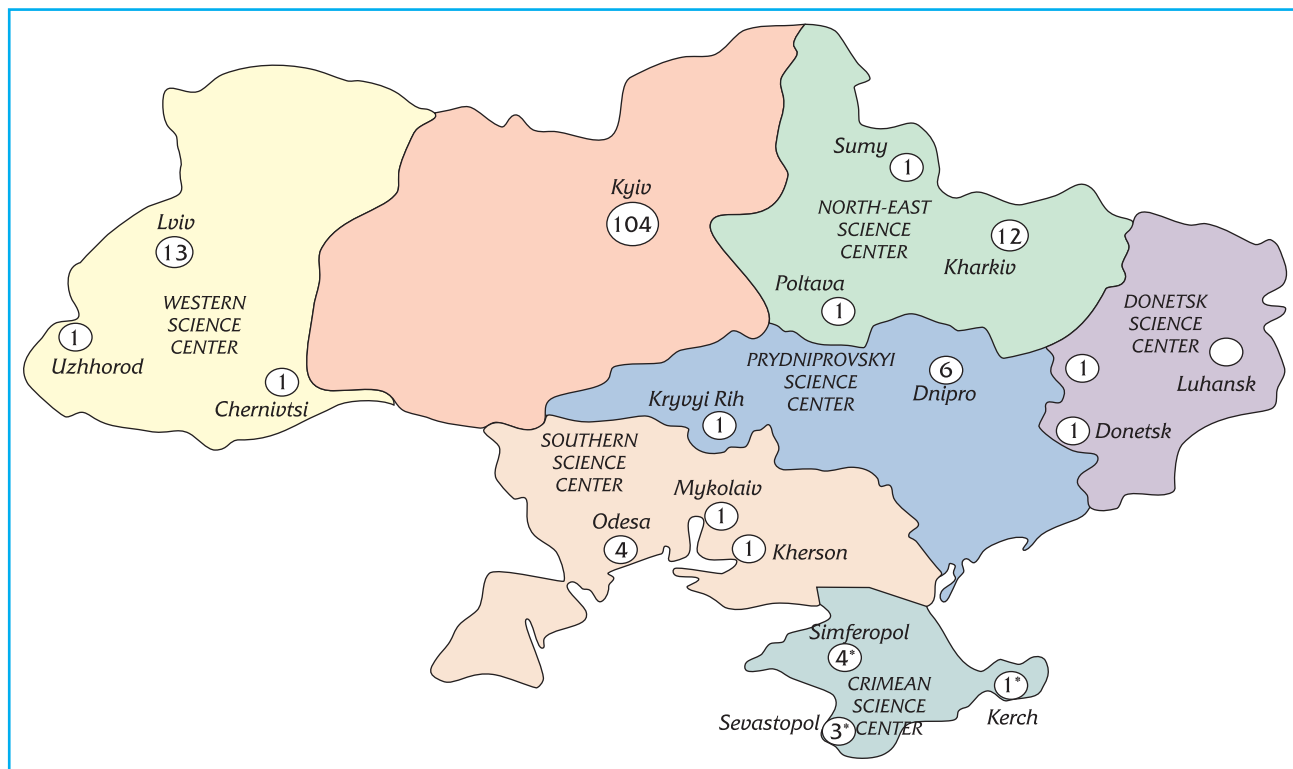 Sumy
1
Kyiv
104
NORTH-EAST
SCIENCE
CENTER
12
Kharkiv
Lviv
13
Poltava
1
WESTERN
SCIENCE
CENTER
DONETSK
SCIENCE
CENTER
1
Uzhhorod
1
Chernivtsi
PRYDNIPROVSKYI
SCIENCE
CENTER
6
Dnipro
1
Luhansk
Kryvyi Rih
1
1 Donetsk
SOUTHERN
SCIENCE
CENTER
Mykolaiv
1
Odesa
4
1 Kherson
Simferopol
4*
CRIMEAN
SCIENCE
CENTER
1*
Kerch
Sevastopol 3*